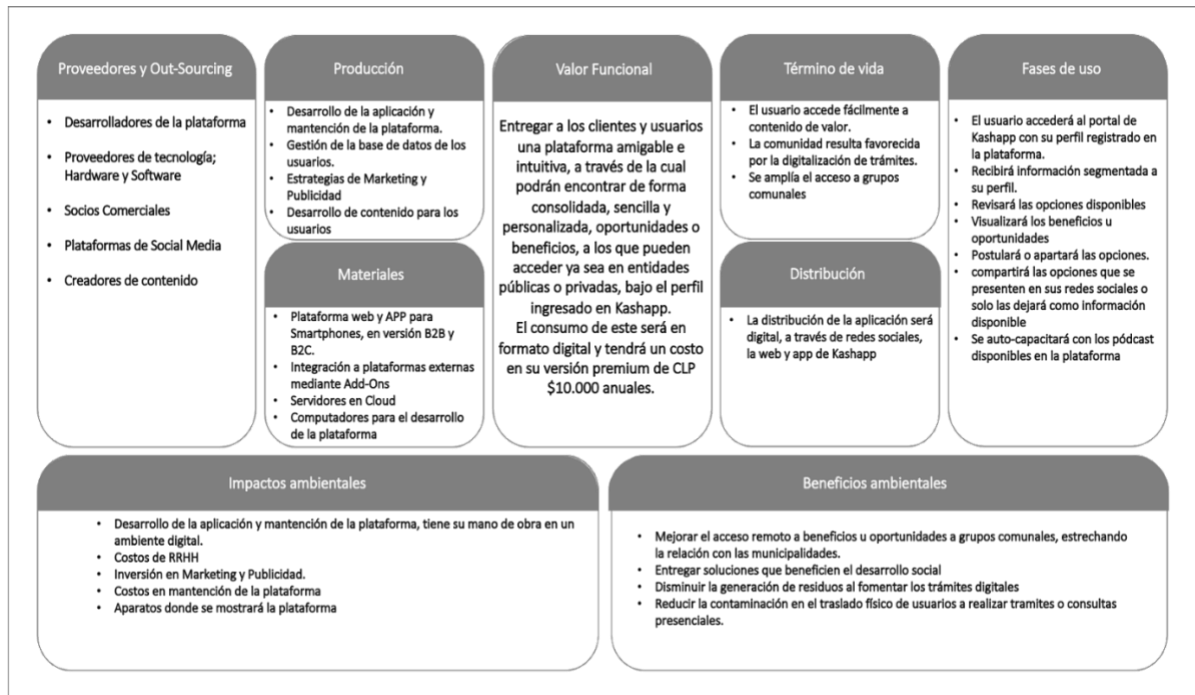 Proveedores y Out-Sourcing
• Desarrolladores de la plataforma
• Proveedores de tecnología;
Hardware y Software
• Socios Comerciales
• Plataformas de Social Media
• Creadores de contenido
Producción
• Desarrollo de la aplicación y
mantención de la plataforma.
• Gestión de la base de datos de los
usuarios.
• Estrategias de Marketing y
Publicidad
• Desarrollo de contenido para los
usuarios
Materiales
• Plataforma web y APP para
Smartphones, en versión B2B y
B2C.
• Integración a plataformas externas
mediante Add-Ons
• Servidores en Cloud
• Computadores para el desarrollo
de la plataforma
Valor Funcional
Entregar a los clientes y usuarios
una plataforma amigable e
intuitiva, a través de la cual
podrán encontrar de forma
consolidada, sencilla y
personalizada, oportunidades o
beneficios, a los que pueden
acceder ya sea en entidades
públicas o privadas, bajo el perfil
ingresado en Kashapp.
El consumo de este será en
formato digital y tendrá un costo
en su versión premium de CLP
$10.000 anuales.
Término de vida
• El usuario accede fácilmente a
contenido de valor.
• La comunidad resulta favorecida
por la digitalización de trámites.
• Se amplía el acceso a grupos
comunales
Distribución
• La distribución de la aplicación será
digital, a través de redes sociales,
la web y app de Kashapp
Fases de uso
• El usuario accederá al portal de
Kashapp con su perfil registrado en
la plataforma.
• Recibirá información segmentada a
su perfil.
• Revisará las opciones disponibles
• Visualizará los beneficios u
oportunidades
• Postulará o apartará las opciones.
• compartirá las opciones que se
presenten en sus redes sociales o
solo las dejará como información
disponible
• Se auto-capacitará con los pódcast
disponibles en la plataforma
Impactos ambientales
• Desarrollo de la aplicación y mantención de la plataforma, tiene su mano de obra en un
ambiente digital.
• Costos de RRHH
• Inversión en Marketing y Publicidad.
• Costos en mantención de la plataforma
• Aparatos donde se mostrará la plataforma
Beneficios ambientales
• Mejorar el acceso remoto a beneficios u oportunidades a grupos comunales, estrechando
la relación con las municipalidades.
• Entregar soluciones que beneficien el desarrollo social
• Disminuir la generación de residuos al fomentar los trámites digitales
• Reducir la contaminación en el traslado físico de usuarios a realizar tramites o consultas
presenciales.